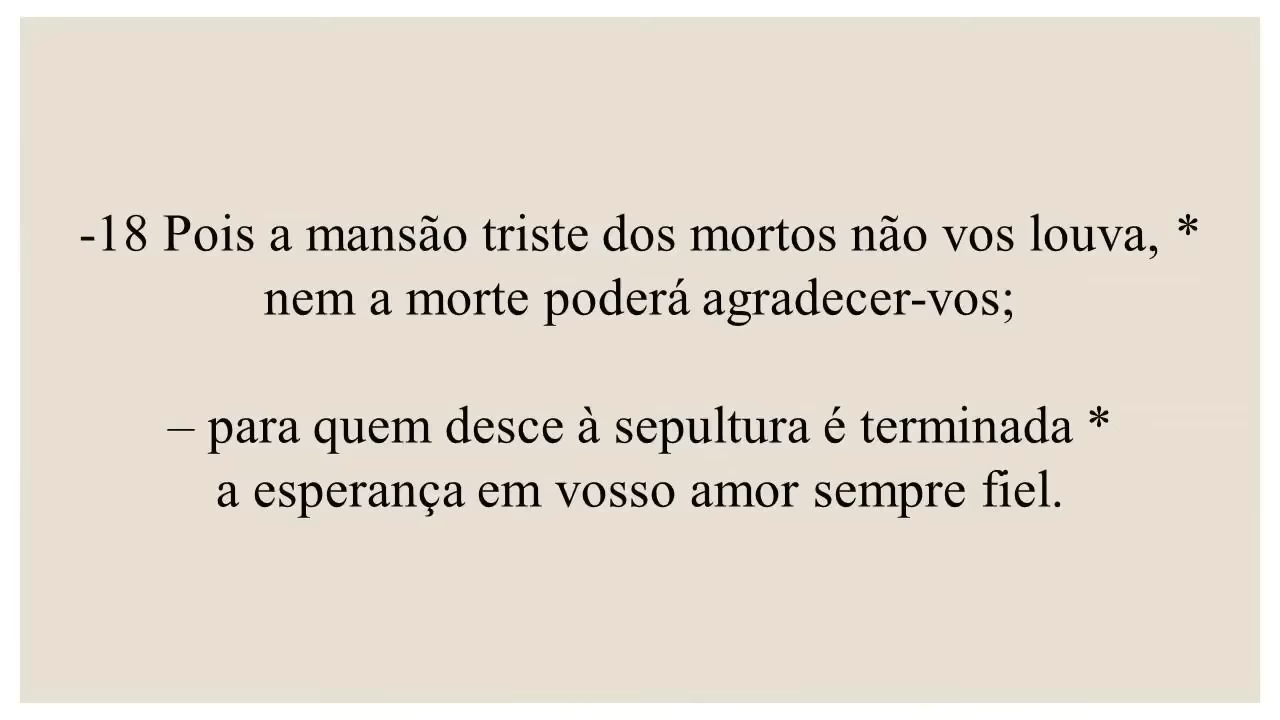 -18 Pois a mansão triste dos mortos não vos louva, *
nem a morte poderá agradecer-vos;
– para quem desce à sepultura é terminada *
a esperança em vosso amor sempre fiel.